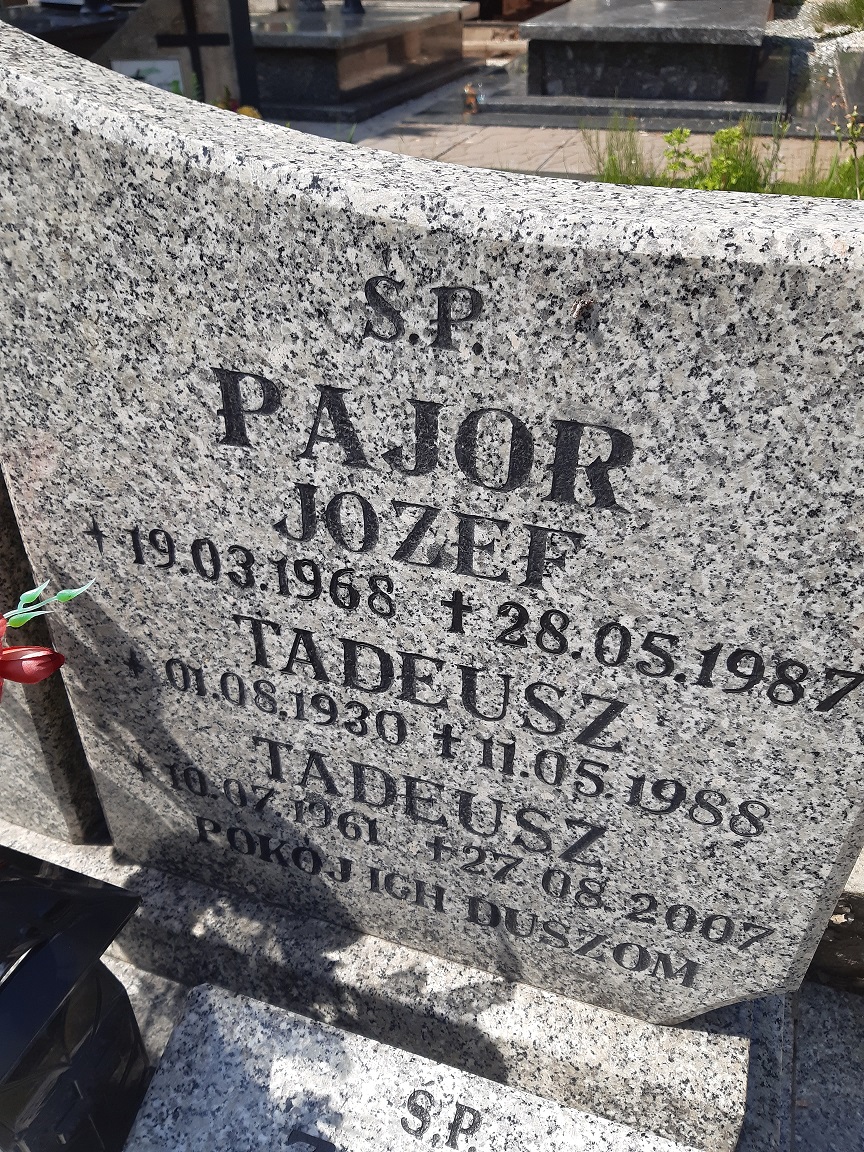 Ś.P.
PAJOR
JÓZEF
19.03.1968 ✝ 28.05.1987
TADEUSZ
01.08.1930 ✝ 11.05.1988
TADEUSZ
10.07.1961 ✝ 27.08.2007
POKÓJ ICH DUSZOM
Ś.P.